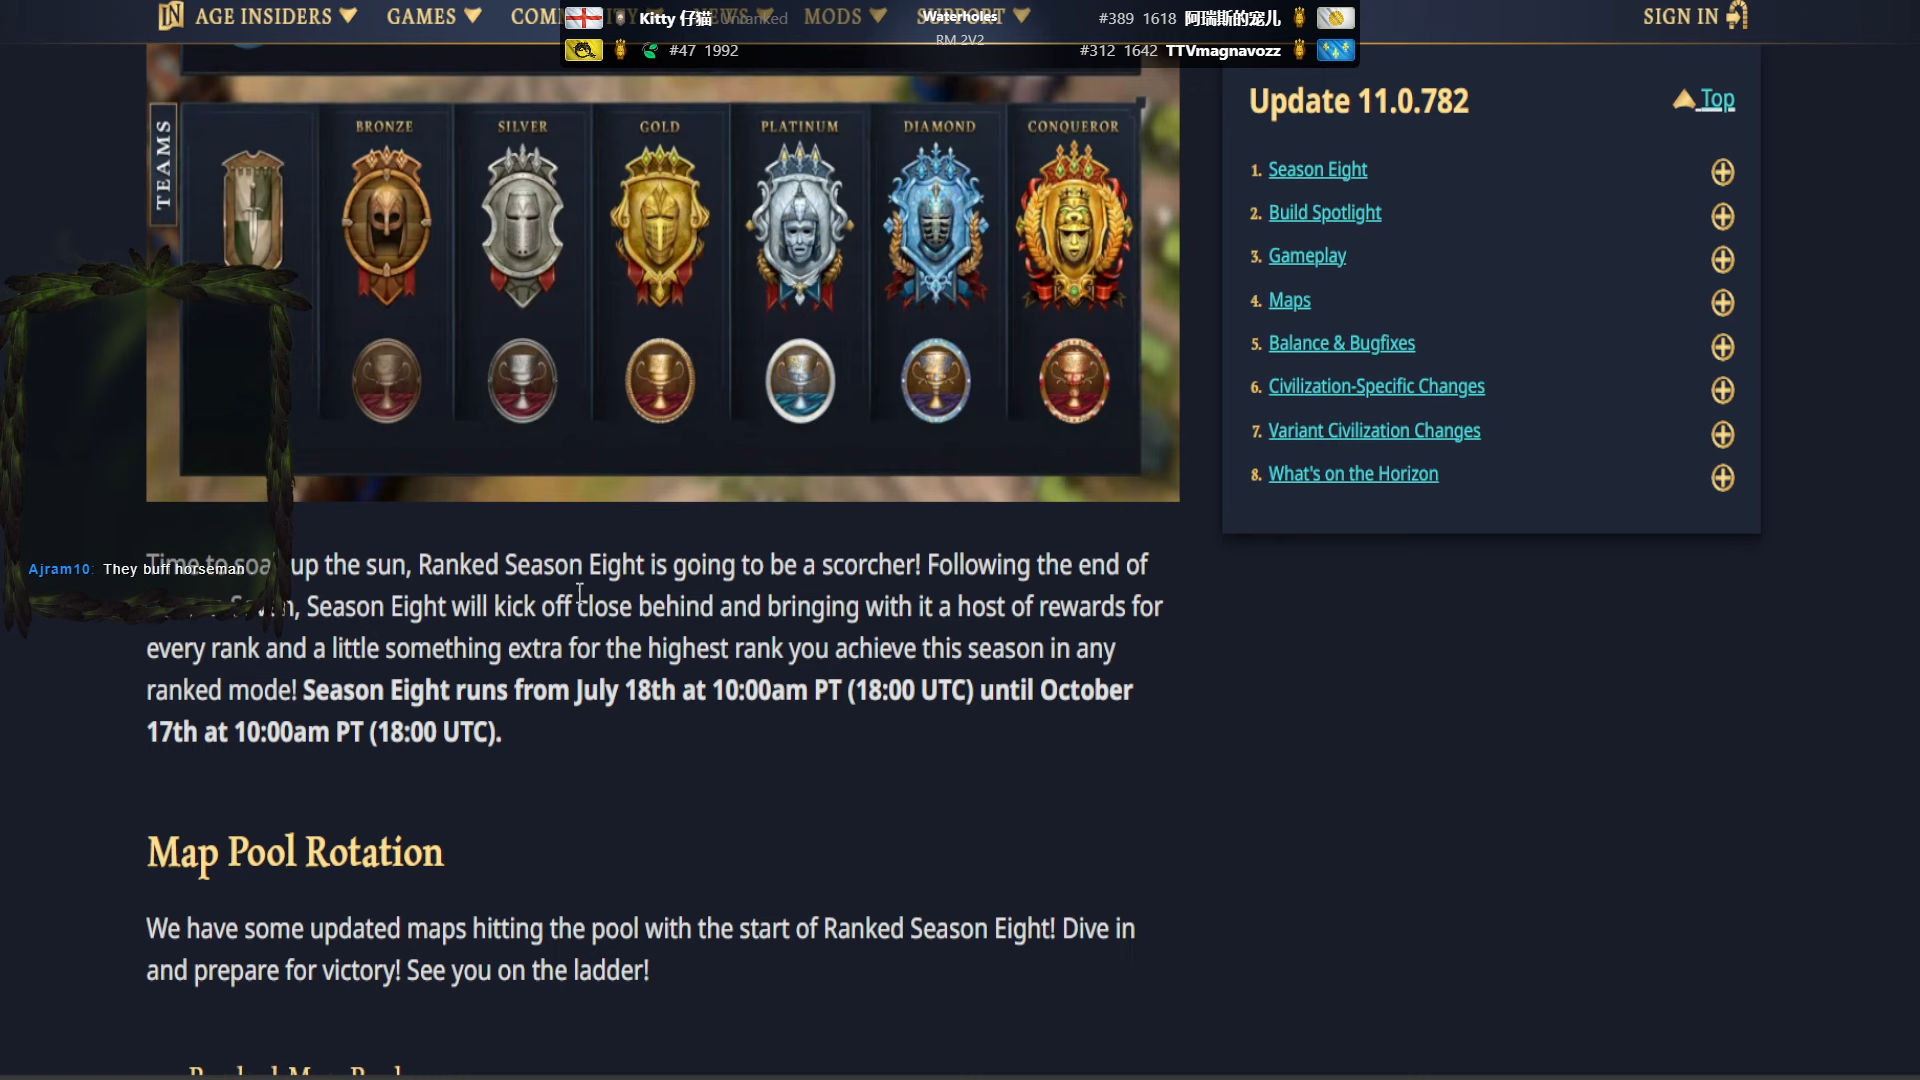 AGE INSIDERS GAMES COM NEWS MODS SUPPORT SIGN IN
Kitty 仔猫 Unranked Waterholes #389 1618 阿瑞斯的宠儿
RM 2V2
#47 1992 #312 1642 TTVmagnavozz
TEAMS
BRONZE SILVER GOLD PLATINUM DIAMOND CONQUEROR
Update 11.0.782 Top
1. Season Eight
2. Build Spotlight
3. Gameplay
4. Maps
5. Balance & Bugfixes
6. Civilization-Specific Changes
7. Variant Civilization Changes
8. What's on the Horizon
Ajram10: They buff horseman
Time to soak up the sun, Ranked Season Eight is going to be a scorcher! Following the end of
Seven, Season Eight will kick off close behind and bringing with it a host of rewards for
every rank and a little something extra for the highest rank you achieve this season in any
ranked mode! Season Eight runs from July 18th at 10:00am PT (18:00 UTC) until October
17th at 10:00am PT (18:00 UTC).
Map Pool Rotation
We have some updated maps hitting the pool with the start of Ranked Season Eight! Dive in
and prepare for victory! See you on the ladder!